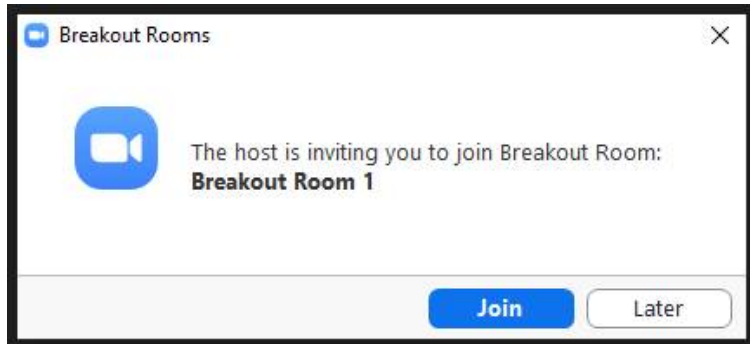 Breakout Rooms
The host is inviting you to join Breakout Room:
Breakout Room 1
Join
Later